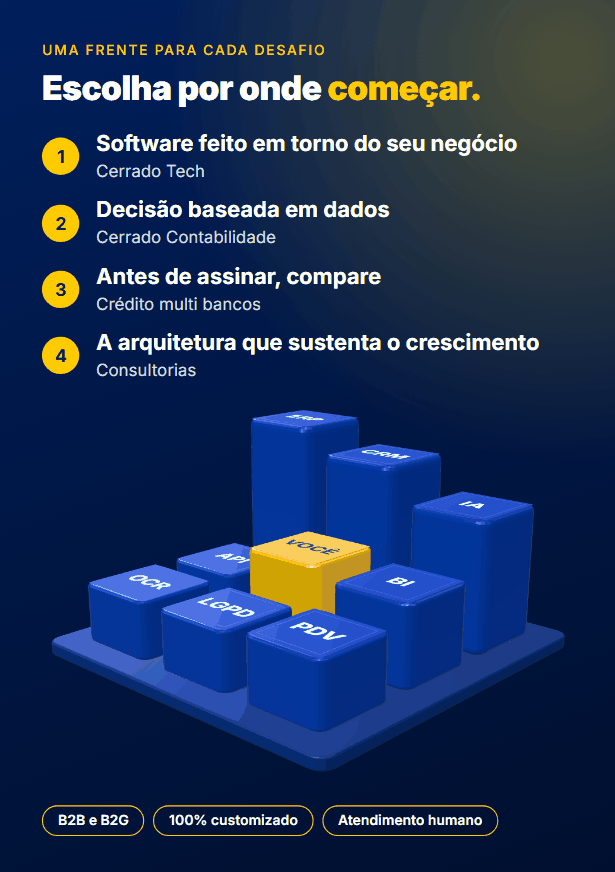 UMA FRENTE PARA CADA DESAFIO
Escolha por onde começar.
1
Software feito em torno do seu negócio
Cerrado Tech
2
Decisão baseada em dados
Cerrado Contabilidade
3
Antes de assinar, compare
Crédito multi bancos
4
A arquitetura que sustenta o crescimento
Consultorias
ERP
CRM
IA
API
VOCÊ
OCR
BI
LGPD
PDV
B2B e B2G
100% customizado
Atendimento humano